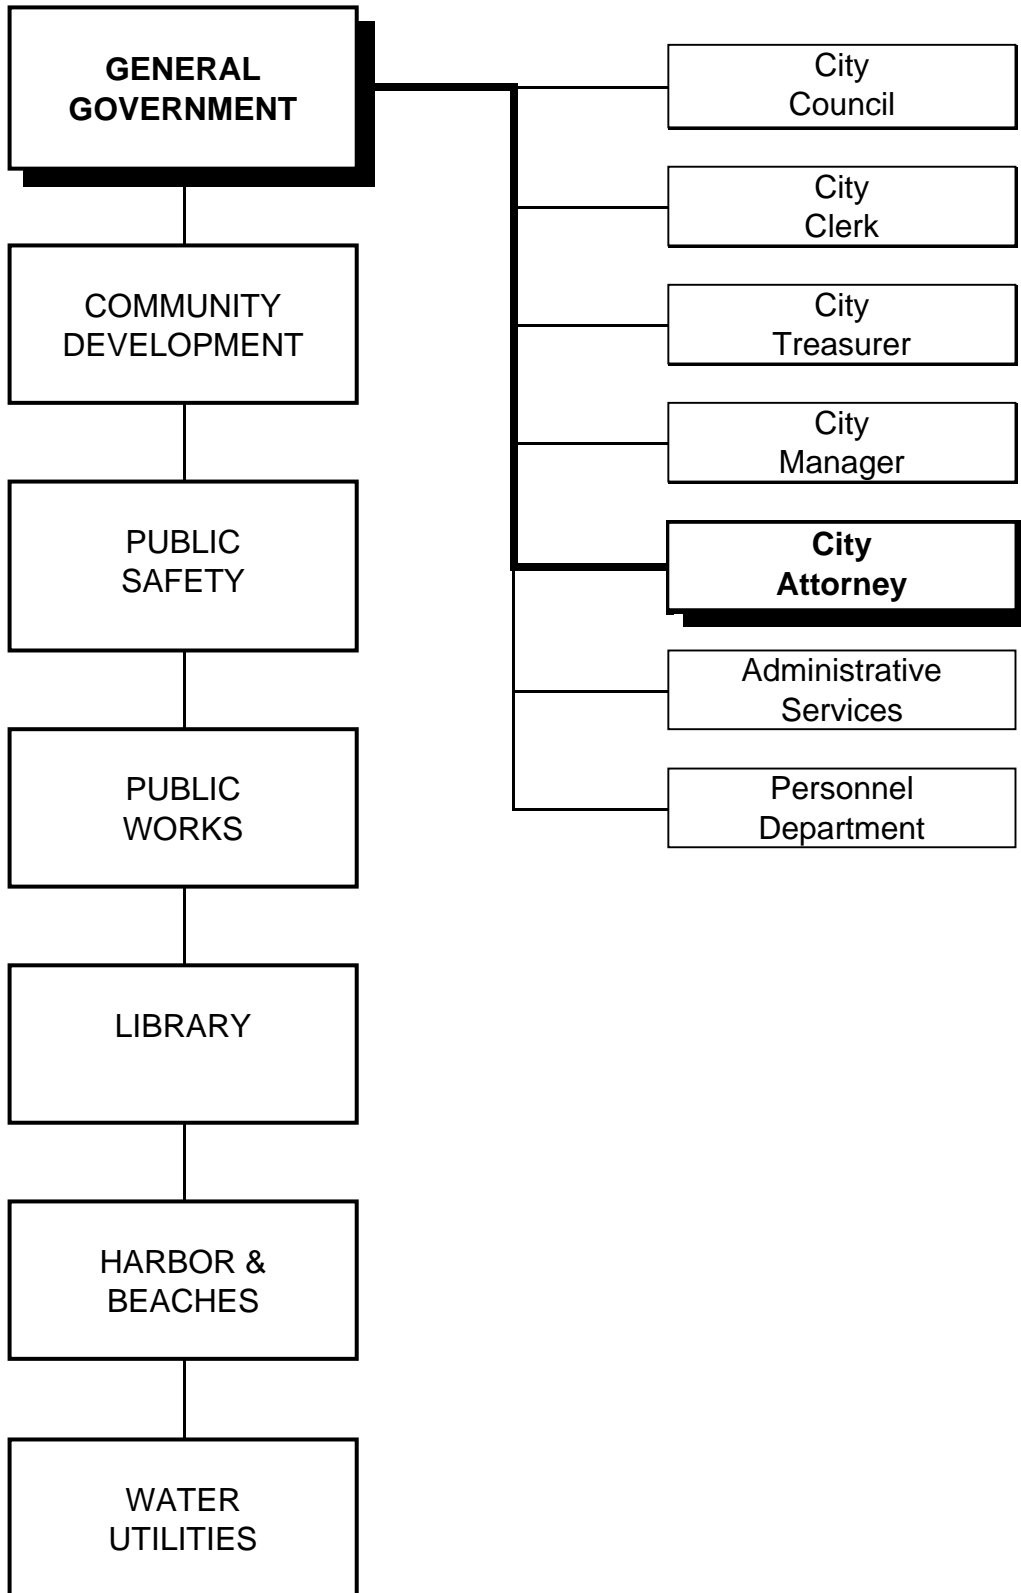 GENERAL
GOVERNMENT
COMMUNITY
DEVELOPMENT
PUBLIC
SAFETY
PUBLIC
WORKS
LIBRARY
HARBOR &
BEACHES
WATER
UTILITIES
City
Council
City
Clerk
City
Treasurer
City
Manager
City
Attorney
Administrative
Services
Personnel
Department